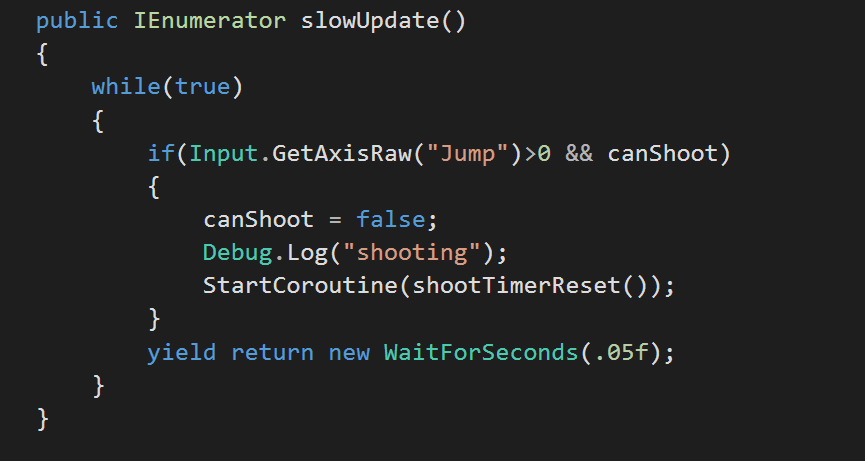 public IEnumerator slowUpdate()
{
    while(true)
    {
        if(Input.GetAxisRaw("Jump")>0 && canShoot)
        {
            canShoot = false;
            Debug.Log("shooting");
            StartCoroutine(shootTimerReset());
        }
        yield return new WaitForSeconds(.05f);
    }
}